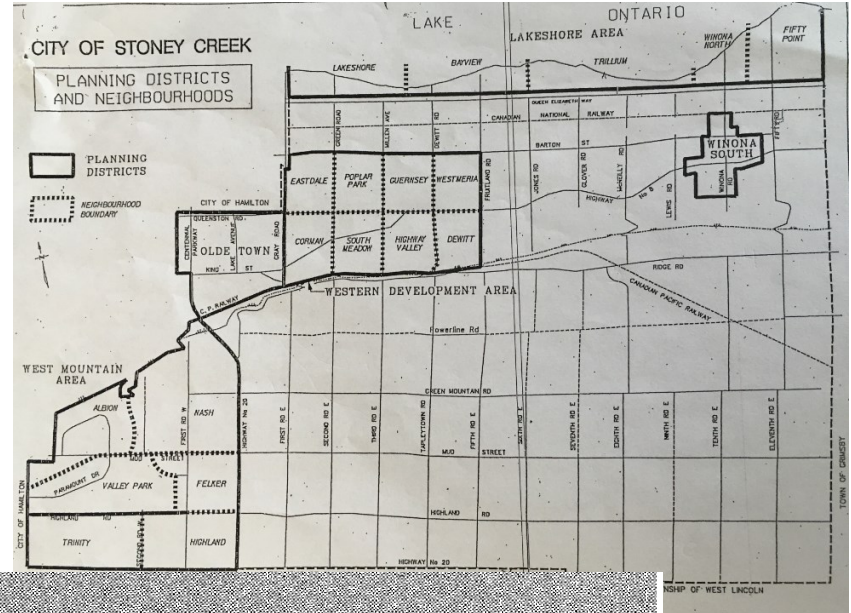 LAKE ONTARIO
LAKESHORE AREA
CITY OF STONEY CREEK
PLANNING DISTRICTS
AND NEIGHBOURHOODS
PLANNING
DISTRICTS
NEIGHBOURHOOD
BOUNDARY
LAKESHORE
BAYVIEW
TRILLIUM
WINONA
NORTH
FIFTY
POINT
QUEEN ELIZABETH WAY
CANADIAN NATIONAL RAILWAY
BARTON ST
GREEN ROAD
MILLEN AVE
DEWITT RD
FRUITLAND RD
JONES RD
GLOVER RD
McNEILLY RD
LEWIS RD
WINONA RD
FIFTY RD
HIGHWAY No 8
WINONA
SOUTH
EASTDALE
POPLAR
PARK
GUERNSEY
WESTMERIA
CORMAN
SOUTH
MEADOW
HIGHWAY
VALLEY
DEWITT
CITY OF HAMILTON
QUEENSTON RD.
CENTENNIAL
PARKWAY
LAKE AVENUE
GRAY ROAD
OLDE TOWN
KING ST
C.P. RAILWAY
WESTERN DEVELOPMENT AREA
RIDGE RD
CANADIAN PACIFIC RAILWAY
Powerline Rd
WEST MOUNTAIN
AREA
ALBION
NASH
FIRST RD W
HIGHWAY No 20
GREEN MOUNTAIN RD
FIRST RD E
SECOND RD E
THIRD RD E
TAPLEYTOWN RD
FIFTH RD E
SIXTH RD E
SEVENTH RD E
EIGHTH RD E
NINTH RD E
TENTH RD E
ELEVENTH RD E
MUD STREET
MUD STREET
PARAMOUNT DR
VALLEY PARK
FELKER
HIGHLAND RD
HIGHLAND RD
TRINITY
SECOND RD W
HIGHLAND
HIGHWAY No 20
CITY OF HAMILTON
TOWN OF GRIMSBY
NSHIP OF WEST LINCOLN